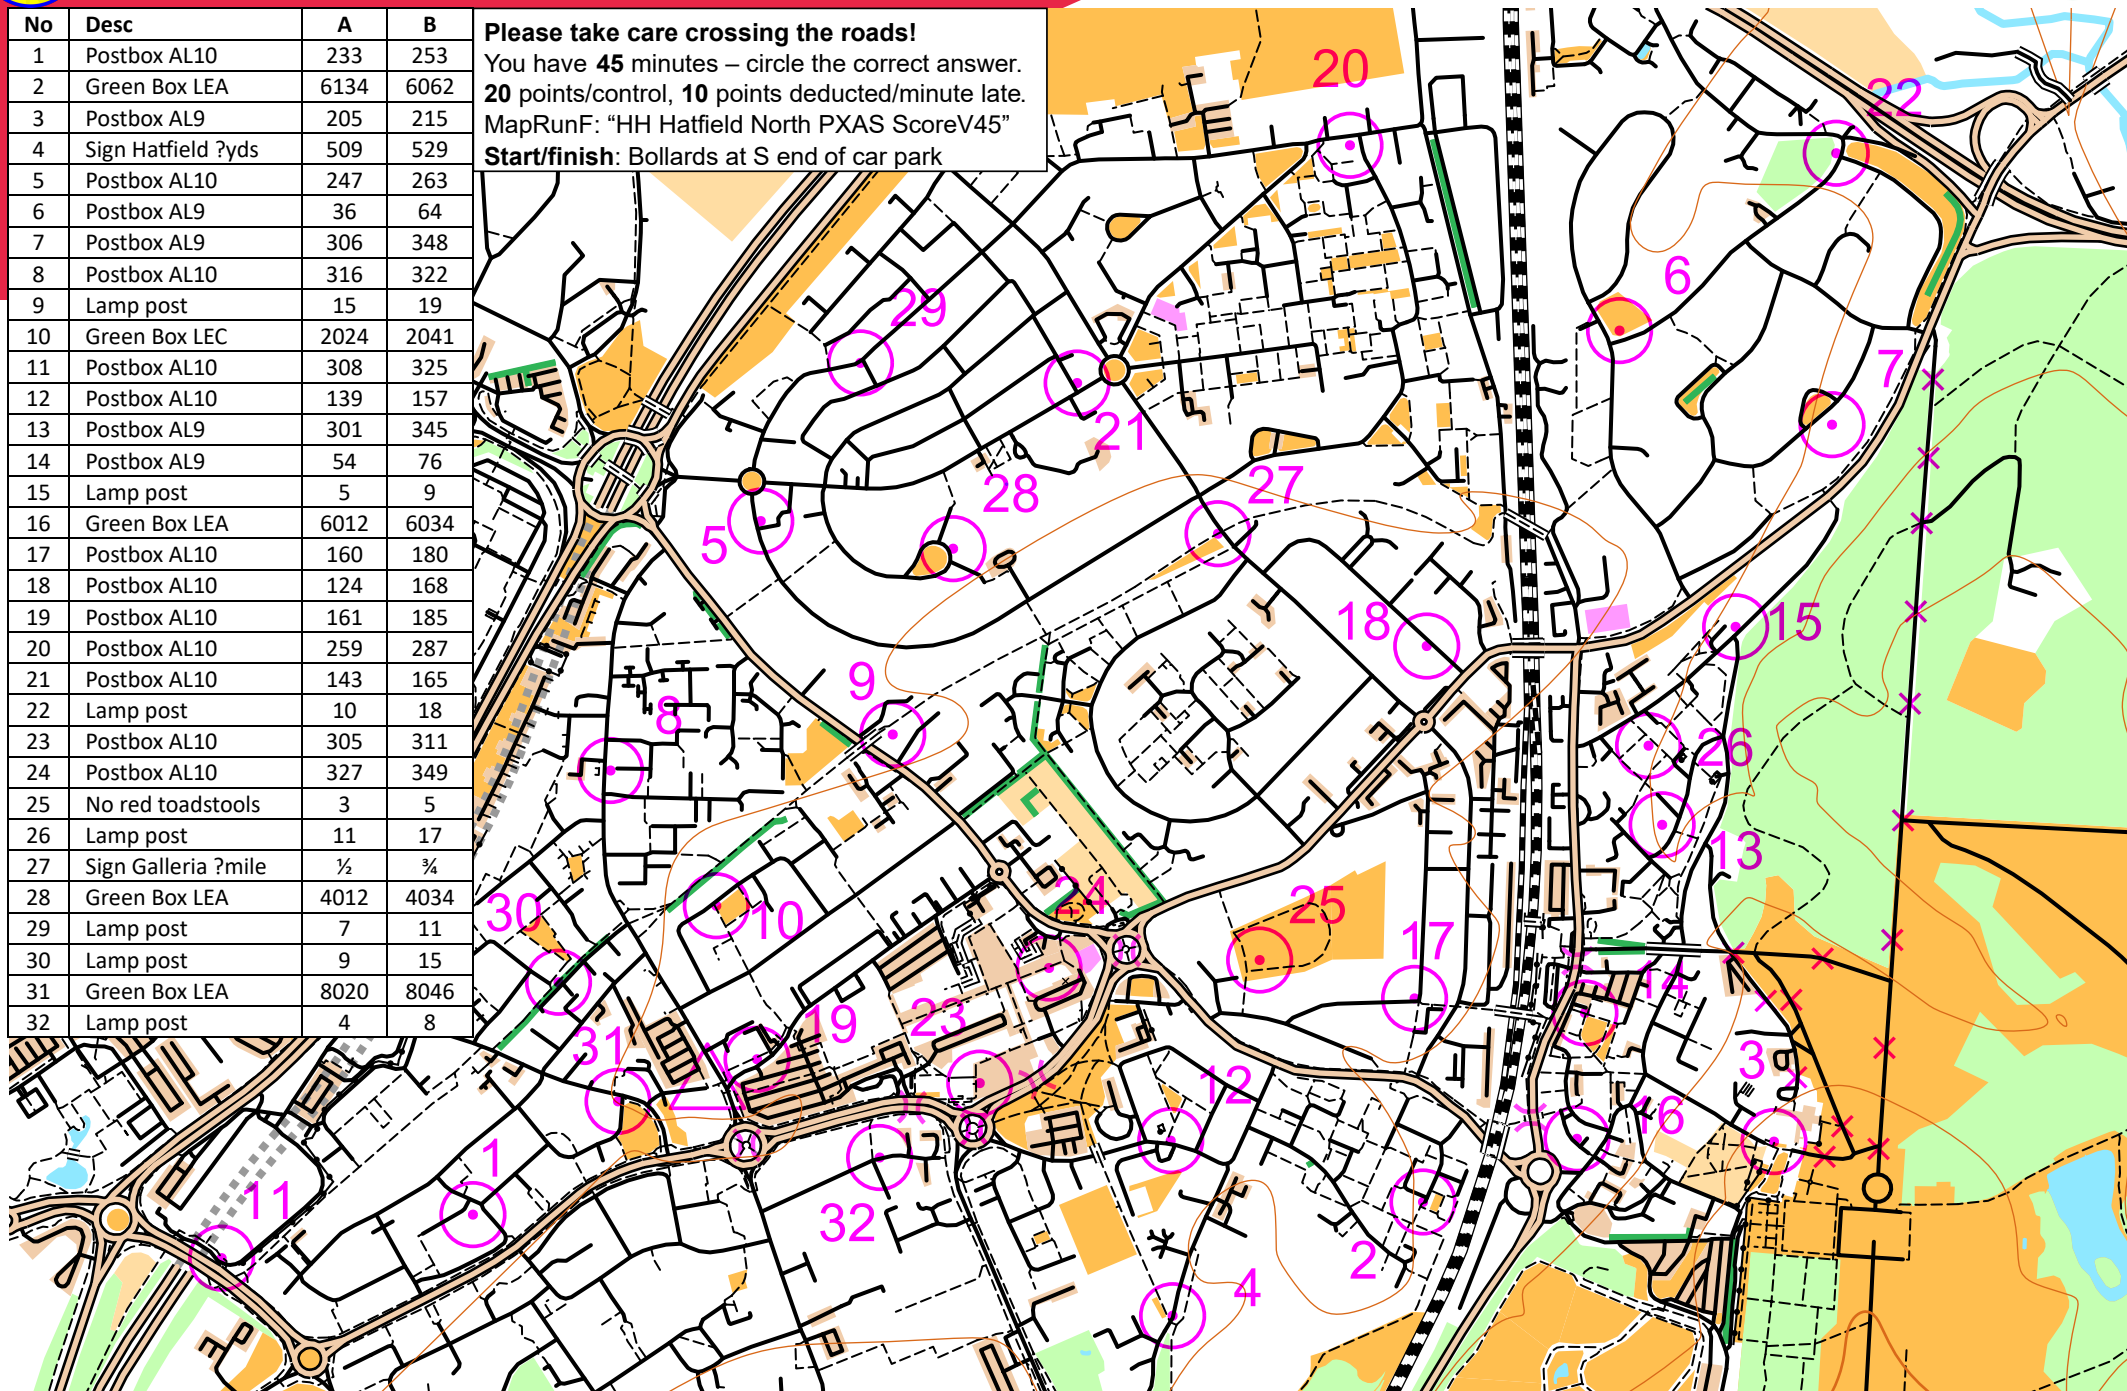 No Desc A B
1 Postbox AL10 233 253
2 Green Box LEA 6134 6062
3 Postbox AL9 205 215
4 Sign Hatfield ?yds 509 529
5 Postbox AL10 247 263
6 Postbox AL9 36 64
7 Postbox AL9 306 348
8 Postbox AL10 316 322
9 Lamp post 15 19
10 Green Box LEC 2024 2041
11 Postbox AL10 308 325
12 Postbox AL10 139 157
13 Postbox AL9 301 345
14 Postbox AL9 54 76
15 Lamp post 5 9
16 Green Box LEA 6012 6034
17 Postbox AL10 160 180
18 Postbox AL10 124 168
19 Postbox AL10 161 185
20 Postbox AL10 259 287
21 Postbox AL10 143 165
22 Lamp post 10 18
23 Postbox AL10 305 311
24 Postbox AL10 327 349
25 No red toadstools 3 5
26 Lamp post 11 17
27 Sign Galleria ?mile ½ ¾
28 Green Box LEA 4012 4034
29 Lamp post 7 11
30 Lamp post 9 15
31 Green Box LEA 8020 8046
32 Lamp post 4 8
Please take care crossing the roads!
You have 45 minutes – circle the correct answer.
20 points/control, 10 points deducted/minute late.
MapRunF: “HH Hatfield North PXAS ScoreV45”
Start/finish: Bollards at S end of car park
20
22
6
29
7
21
28
27
5
18
15
9
8
26
13
24
25
30
10
17
14
19
23
31
3
12
16
1
11
32
2
4